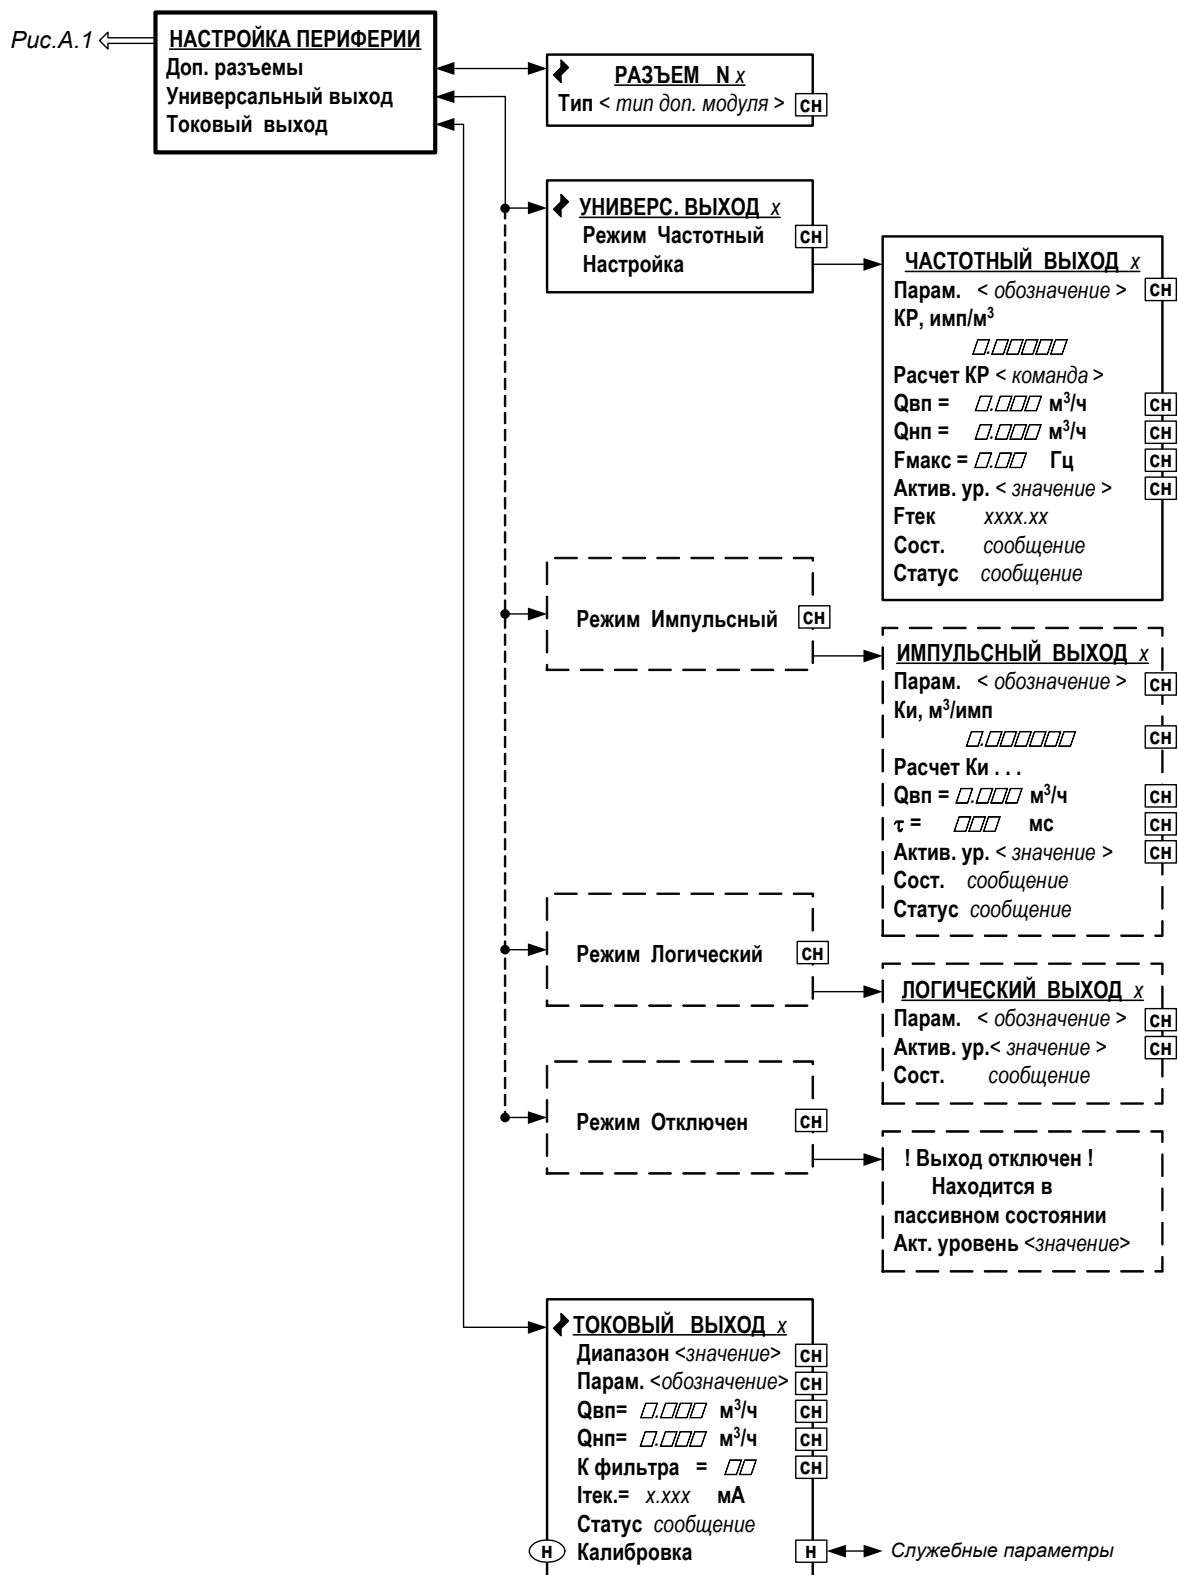 Рис.А.1
НАСТРОЙКА ПЕРИФЕРИИ
Доп. разъемы
Универсальный выход
Токовый выход
РАЗЪЕМ N x
Тип < тип доп. модуля > СН
УНИВЕРС. ВЫХОД x
Режим Частотный СН
Настройка
ЧАСТОТНЫЙ ВЫХОД x
Парам. < обозначение > СН
КР, имп/м³
▱.▱▱▱▱▱
Расчет КР < команда >
Qвп = ▱.▱▱▱ м³/ч СН
Qнп = ▱.▱▱▱ м³/ч СН
Fмакс = ▱.▱▱ Гц СН
Актив. ур. < значение > СН
Fтек xxxx.xx
Сост. сообщение
Статус сообщение
Режим Импульсный СН
ИМПУЛЬСНЫЙ ВЫХОД x
Парам. < обозначение > СН
Ки, м³/имп
▱.▱▱▱▱▱▱ СН
Расчет Ки . . .
Qвп = ▱.▱▱▱ м³/ч СН
τ = ▱▱▱ мс СН
Актив. ур. < значение > СН
Сост. сообщение
Статус сообщение
Режим Логический СН
ЛОГИЧЕСКИЙ ВЫХОД x
Парам. < обозначение > СН
Актив. ур.< значение > СН
Сост. сообщение
Режим Отключен СН
! Выход отключен !
Находится в
пассивном состоянии
Акт. уровень <значение>
ТОКОВЫЙ ВЫХОД x
Диапазон <значение> СН
Парам. <обозначение> СН
Qвп= ▱.▱▱▱ м³/ч СН
Qнп= ▱.▱▱▱ м³/ч СН
К фильтра = ▱▱ СН
Iтек.= x.xxx мА
Статус сообщение
Н Калибровка Н Служебные параметры